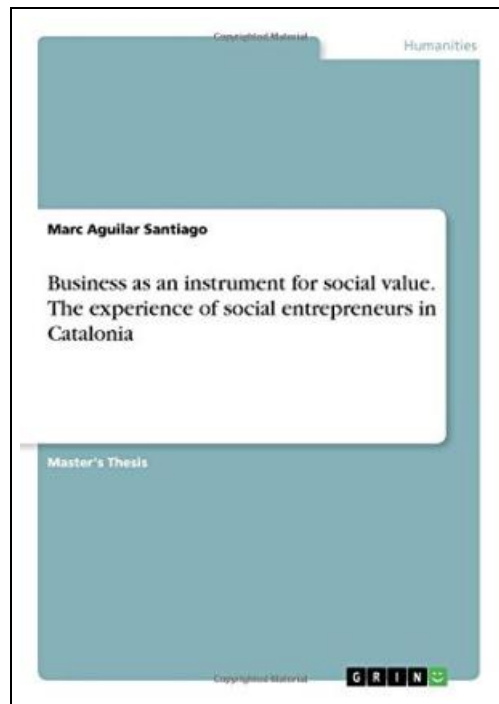 Copyrighted Material
Humanities
Marc Aguilar Santiago
Business as an instrument for social value.
The experience of social entrepreneurs in
Catalonia
Master's Thesis
Copyrighted Material
GRIN